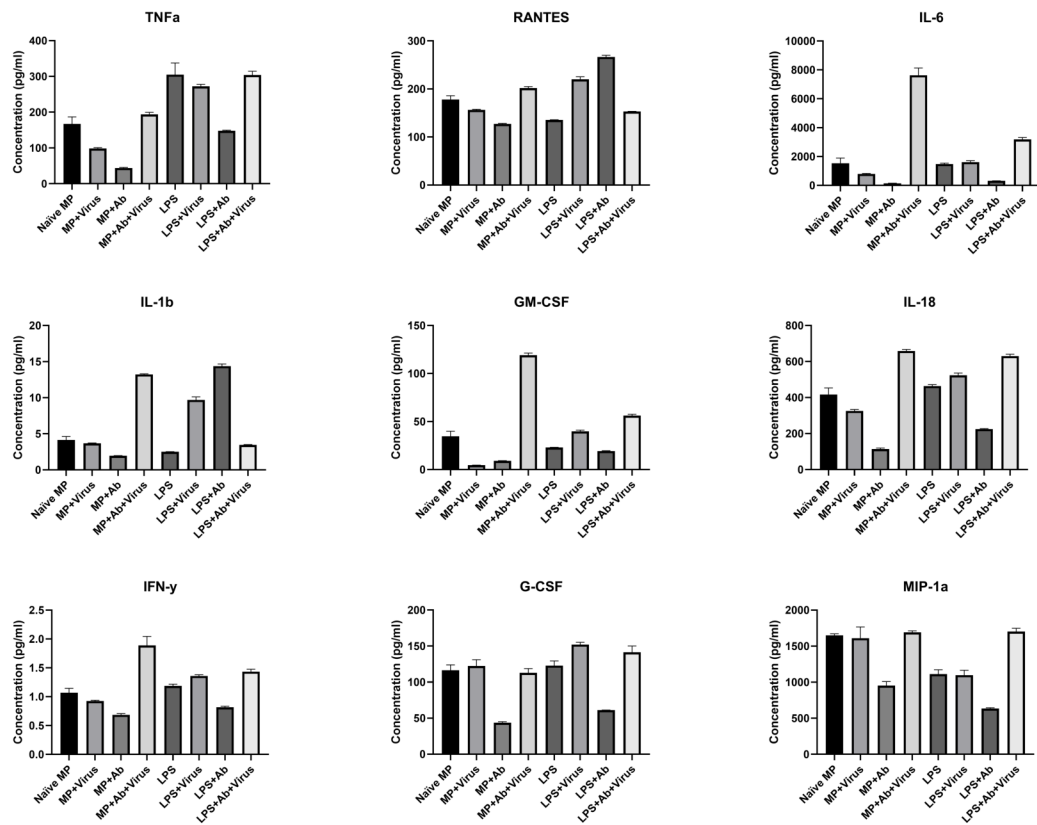 TNFa
Concentration (pg/ml)
400
300
200
100
0
Naïve MP
MP+Virus
MP+Ab
MP+Ab+Virus
LPS
LPS+Virus
LPS+Ab
LPS+Ab+Virus
RANTES
Concentration (pg/ml)
300
200
100
0
Naïve MP
MP+Virus
MP+Ab
MP+Ab+Virus
LPS
LPS+Virus
LPS+Ab
LPS+Ab+Virus
IL-6
Concentration (pg/ml)
10000
8000
6000
4000
2000
0
Naïve MP
MP+Virus
MP+Ab
MP+Ab+Virus
LPS
LPS+Virus
LPS+Ab
LPS+Ab+Virus
IL-1b
Concentration (pg/ml)
20
15
10
5
0
Naïve MP
MP+Virus
MP+Ab
MP+Ab+Virus
LPS
LPS+Virus
LPS+Ab
LPS+Ab+Virus
GM-CSF
Concentration (pg/ml)
150
100
50
0
Naïve MP
MP+Virus
MP+Ab
MP+Ab+Virus
LPS
LPS+Virus
LPS+Ab
LPS+Ab+Virus
IL-18
Concentration (pg/ml)
800
600
400
200
0
Naïve MP
MP+Virus
MP+Ab
MP+Ab+Virus
LPS
LPS+Virus
LPS+Ab
LPS+Ab+Virus
IFN-y
Concentration (pg/ml)
2.5
2.0
1.5
1.0
0.5
0.0
Naïve MP
MP+Virus
MP+Ab
MP+Ab+Virus
LPS
LPS+Virus
LPS+Ab
LPS+Ab+Virus
G-CSF
Concentration (pg/ml)
200
150
100
50
0
Naïve MP
MP+Virus
MP+Ab
MP+Ab+Virus
LPS
LPS+Virus
LPS+Ab
LPS+Ab+Virus
MIP-1a
Concentration (pg/ml)
2000
1500
1000
500
0
Naïve MP
MP+Virus
MP+Ab
MP+Ab+Virus
LPS
LPS+Virus
LPS+Ab
LPS+Ab+Virus